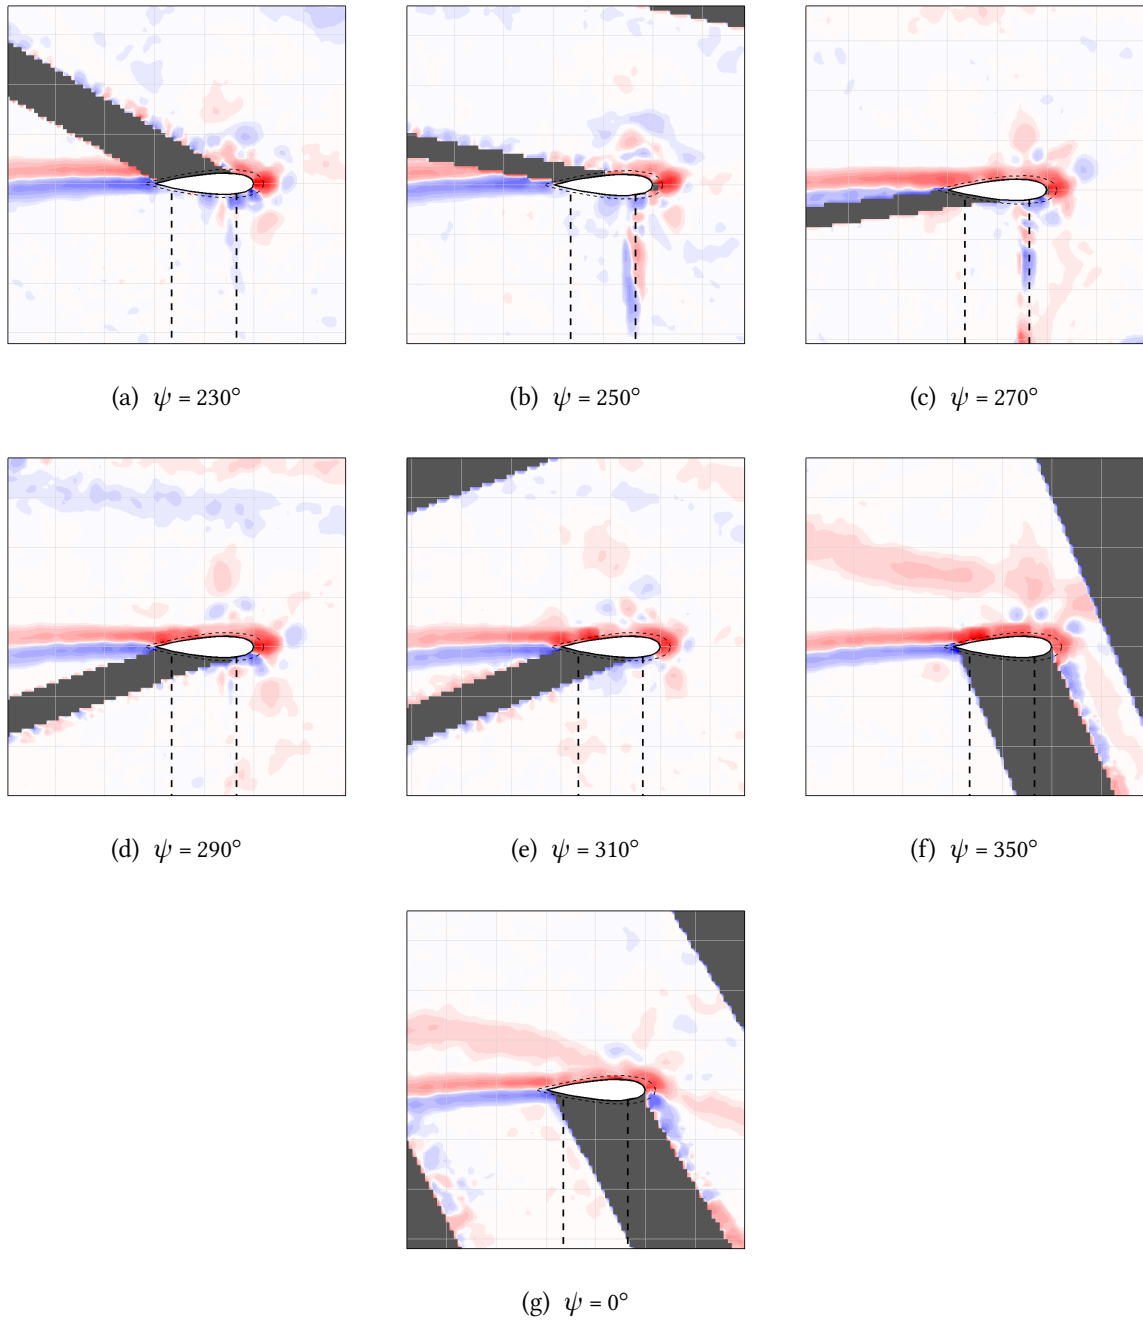 (a) ψ = 230°
(b) ψ = 250°
(c) ψ = 270°
(d) ψ = 290°
(e) ψ = 310°
(f) ψ = 350°
(g) ψ = 0°